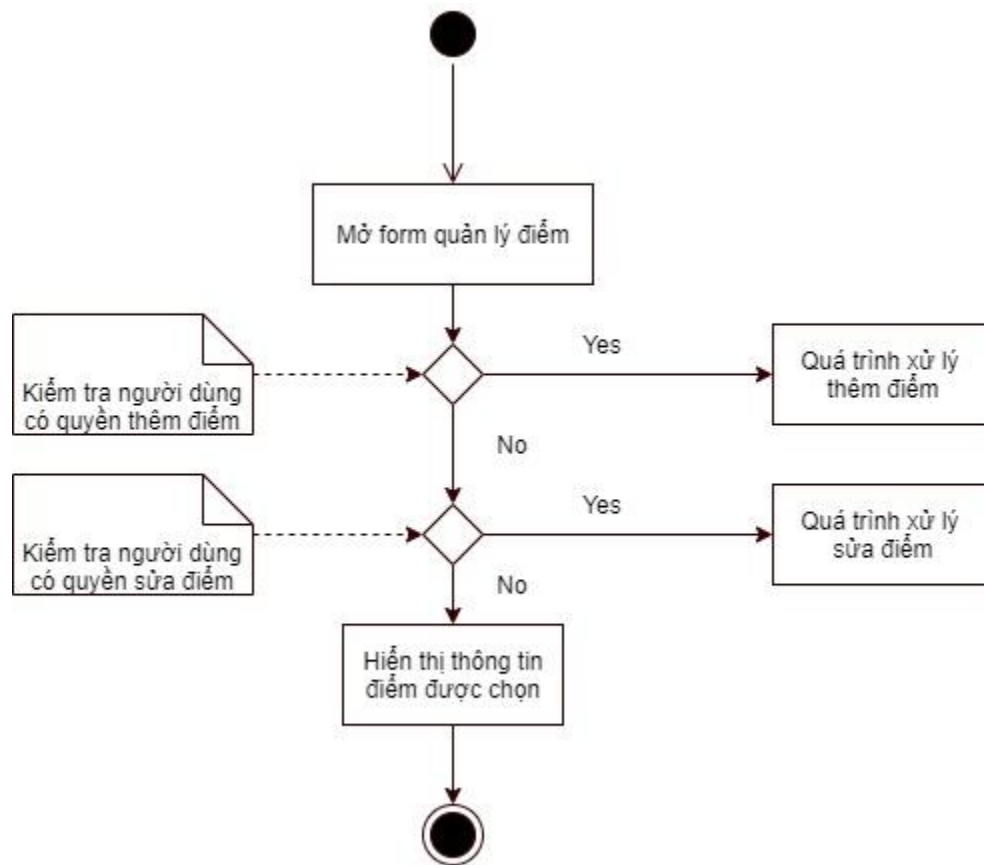 Mở form quản lý điểm
Kiểm tra người dùng
có quyền thêm điểm
Yes
Quá trình xử lý
thêm điểm
No
Kiểm tra người dùng
có quyền sửa điểm
Yes
Quá trình xử lý
sửa điểm
No
Hiển thị thông tin
điểm được chọn